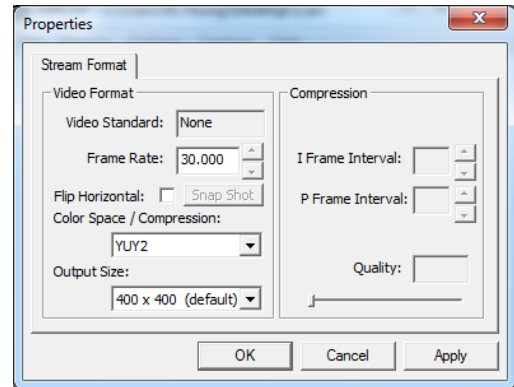 Properties
Stream Format
Video Format
Video Standard: None
Frame Rate: 30.000
Flip Horizontal: Snap Shot
Color Space / Compression:
YUY2
Output Size:
400 x 400 (default)
Compression
I Frame Interval:
P Frame Interval:
Quality:
OK Cancel Apply